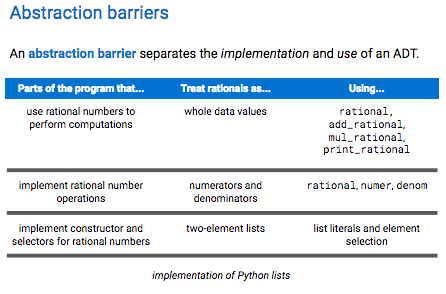 Abstraction barriers
An abstraction barrier separates the implementation and use of an ADT.
Parts of the program that... Treat rationals as... Using...
use rational numbers to perform computations whole data values rational, add_rational, mul_rational, print_rational
implement rational number operations numerators and denominators rational, numer, denom
implement constructor and selectors for rational numbers two-element lists list literals and element selection
implementation of Python lists